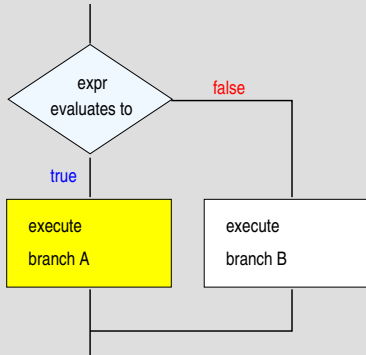 expr
evaluates to
false
true
execute
branch A
execute
branch B